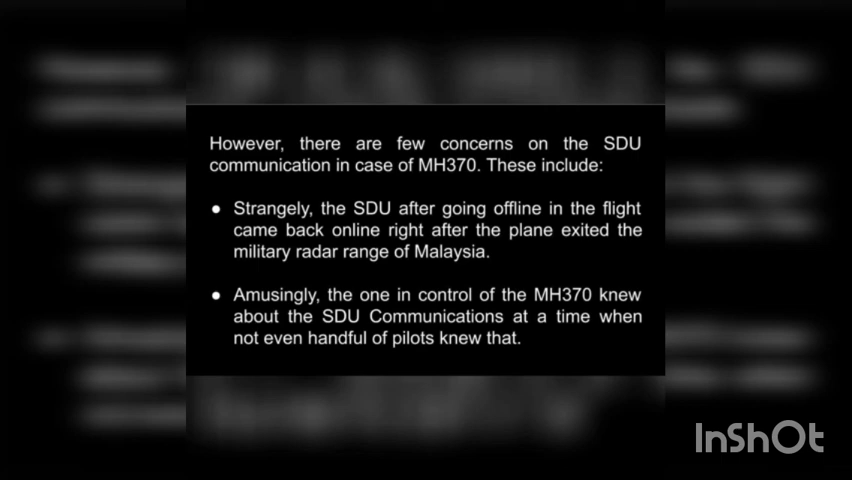 However, there are few concerns on the SDU
communication in case of MH370. These include:
● Strangely, the SDU after going offline in the flight
came back online right after the plane exited the
military radar range of Malaysia.
● Amusingly, the one in control of the MH370 knew
about the SDU Communications at a time when
not even handful of pilots knew that.
InShOt